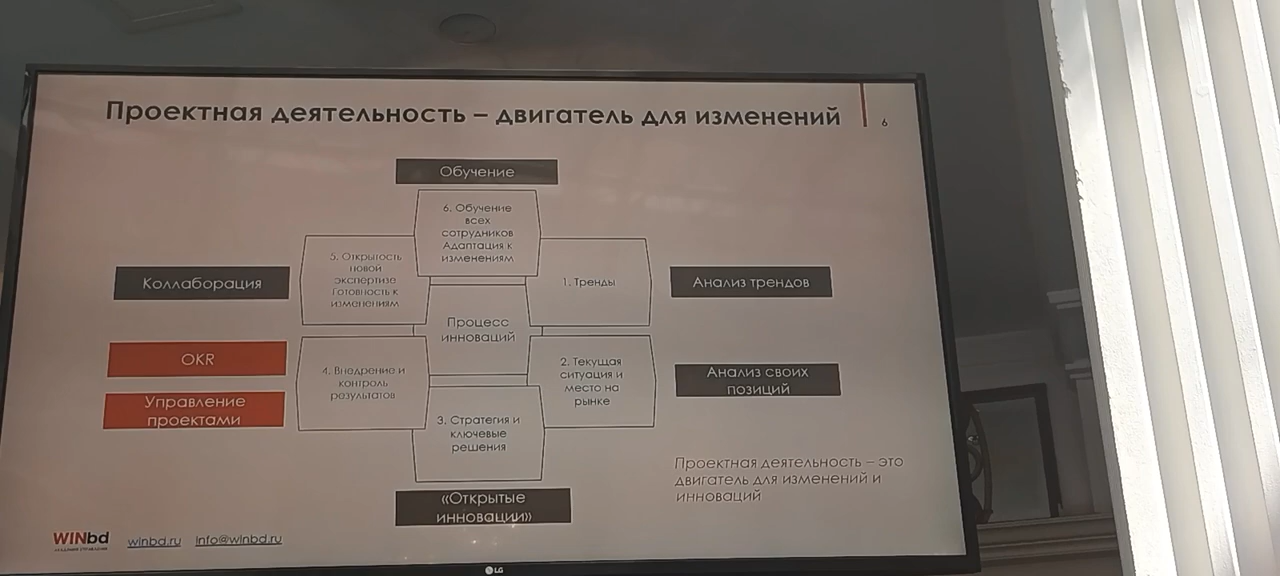 Проектная деятельность – двигатель для изменений
6
Обучение
6. Обучение
всех
сотрудников
Адаптация к
изменениям
5. Открытость
новой
экспертизе
Готовность к
изменениям
1. Тренды
Коллаборация
Анализ трендов
Процесс
инноваций
OKR
Управление
проектами
4. Внедрение и
контроль
результатов
2. Текущая
ситуация и
место на
рынке
Анализ своих
позиций
3. Стратегия и
ключевые
решения
«Открытые
инновации»
Проектная деятельность – это
двигатель для изменений и
инноваций
WINbd
winbd.ru
info@winbd.ru
LG